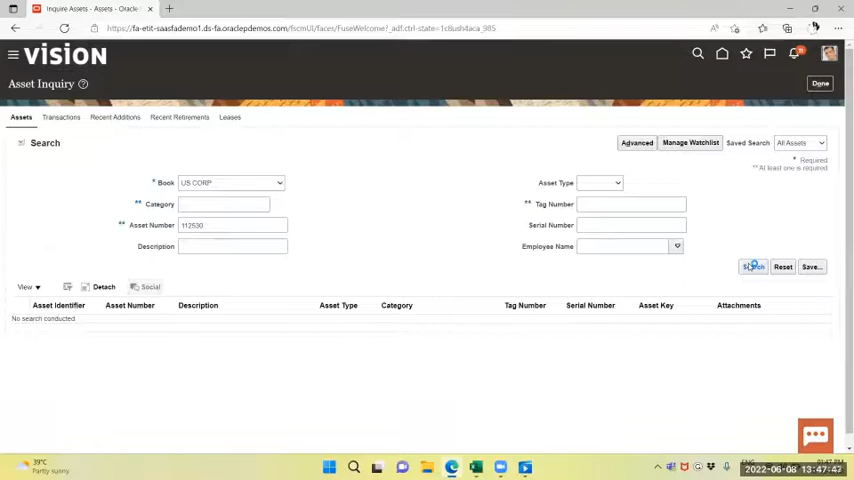 Inquire Assets - Assets - Oracle
https://fa-etit-saasfademo1.ds-fa.oraclepdemos.com/fscmUI/faces/FuseWelcome?_adf.ctrl-state=1c8ush4aca_985
VISION
Asset Inquiry
Done
Assets Transactions Recent Additions Recent Retirements Leases
Search
Advanced Manage Watchlist Saved Search All Assets
* Required
** At least one is required
* Book US CORP
Asset Type
** Category
** Tag Number
** Asset Number 112530
Serial Number
Description
Employee Name
Search Reset Save...
View Detach Social
Asset Identifier Asset Number Description Asset Type Category Tag Number Serial Number Asset Key Attachments
No search conducted.
39°C
Partly sunny
2022-06-08 13:47:47